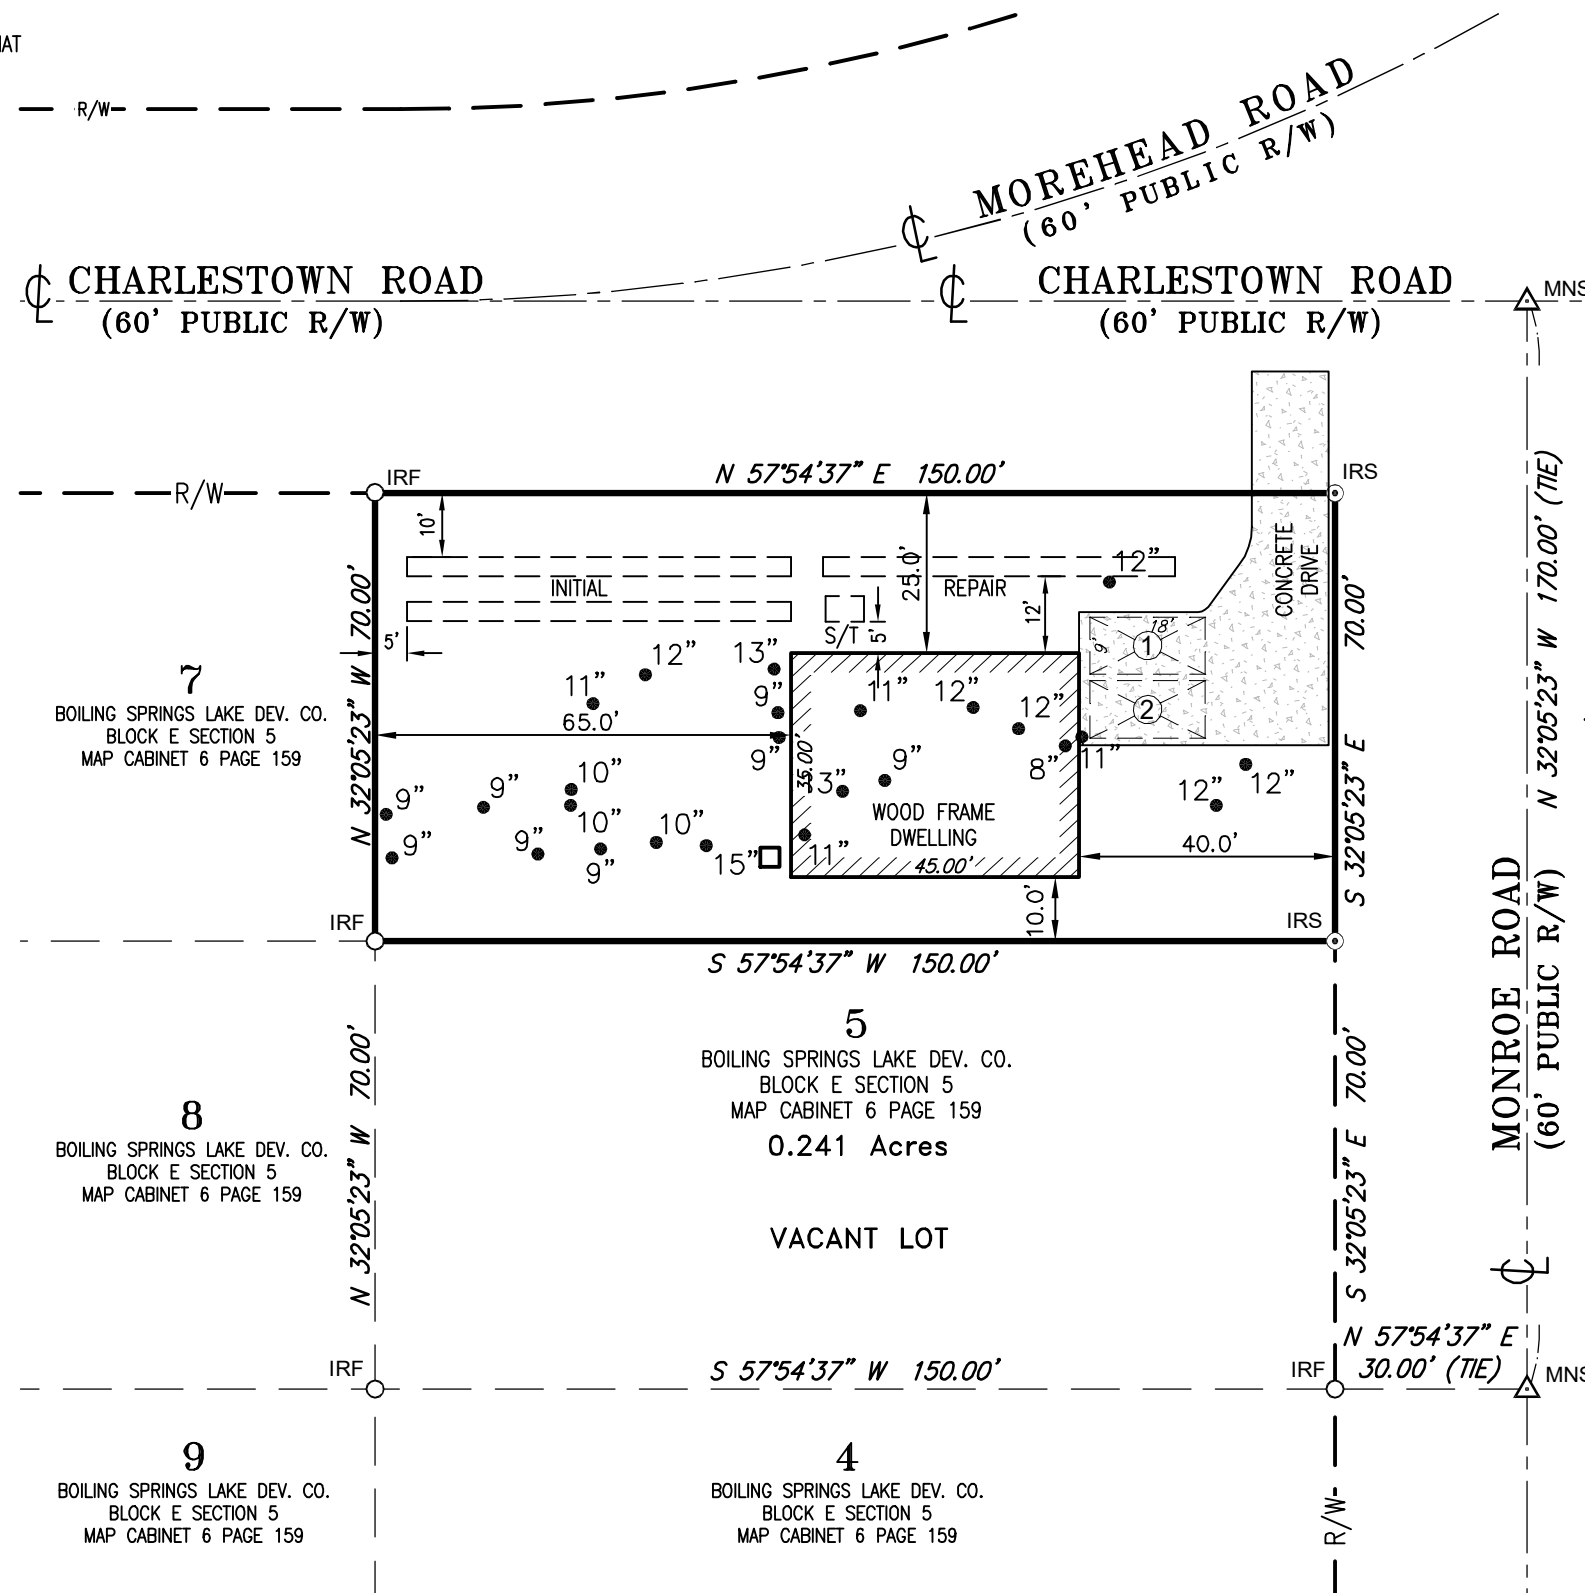 R/W
MOREHEAD ROAD
(60' PUBLIC R/W)
CHARLESTOWN ROAD
(60' PUBLIC R/W)
CHARLESTOWN ROAD
(60' PUBLIC R/W)
R/W
IRF
N 57°54'37" E 150.00'
IRS
10'
INITIAL
25.0'
REPAIR
12"
CONCRETE
DRIVE
S/T
5'
12'
5'
18'
9'
1
2
N 32°05'23" W 70.00'
S 32°05'23" E 70.00'
N 32°05'23" W 170.00' (TIE)
7
BOILING SPRINGS LAKE DEV. CO.
BLOCK E SECTION 5
MAP CABINET 6 PAGE 159
12"
13"
11"
9"
11"
12"
12"
65.0'
9"
35.00'
9"
8"
11"
12"
12"
10"
9"
9"
10"
9"
9"
9"
10"
15"
11"
WOOD FRAME
DWELLING
45.00'
40.0'
10.0'
IRF
IRS
S 57°54'37" W 150.00'
MONROE ROAD
(60' PUBLIC R/W)
5
BOILING SPRINGS LAKE DEV. CO.
BLOCK E SECTION 5
MAP CABINET 6 PAGE 159
0.241 Acres
VACANT LOT
N 32°05'23" W 70.00'
S 32°05'23" E 70.00'
8
BOILING SPRINGS LAKE DEV. CO.
BLOCK E SECTION 5
MAP CABINET 6 PAGE 159
IRF
S 57°54'37" W 150.00'
IRF
N 57°54'37" E
30.00' (TIE)
9
BOILING SPRINGS LAKE DEV. CO.
BLOCK E SECTION 5
MAP CABINET 6 PAGE 159
4
BOILING SPRINGS LAKE DEV. CO.
BLOCK E SECTION 5
MAP CABINET 6 PAGE 159
R/W